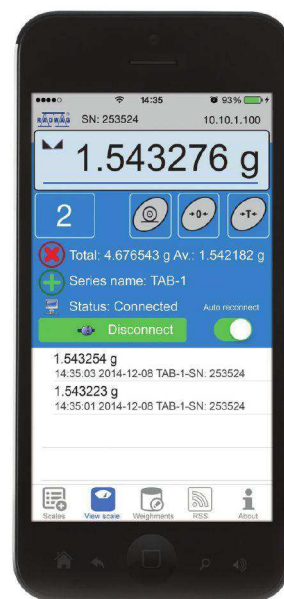 14:35 93%
RADWAG SN: 253524 10.10.1.100
1.543276 g
2 →0← →T←
Total: 4.676543 g Av.: 1.542182 g
Series name: TAB-1
Status: Connected Auto reconnect
Disconnect
1.543254 g
14:35:03 2014-12-08 TAB-1-SN: 253524
1.543223 g
14:35:01 2014-12-08 TAB-1-SN: 253524
Scales View scale Weighments RSS About